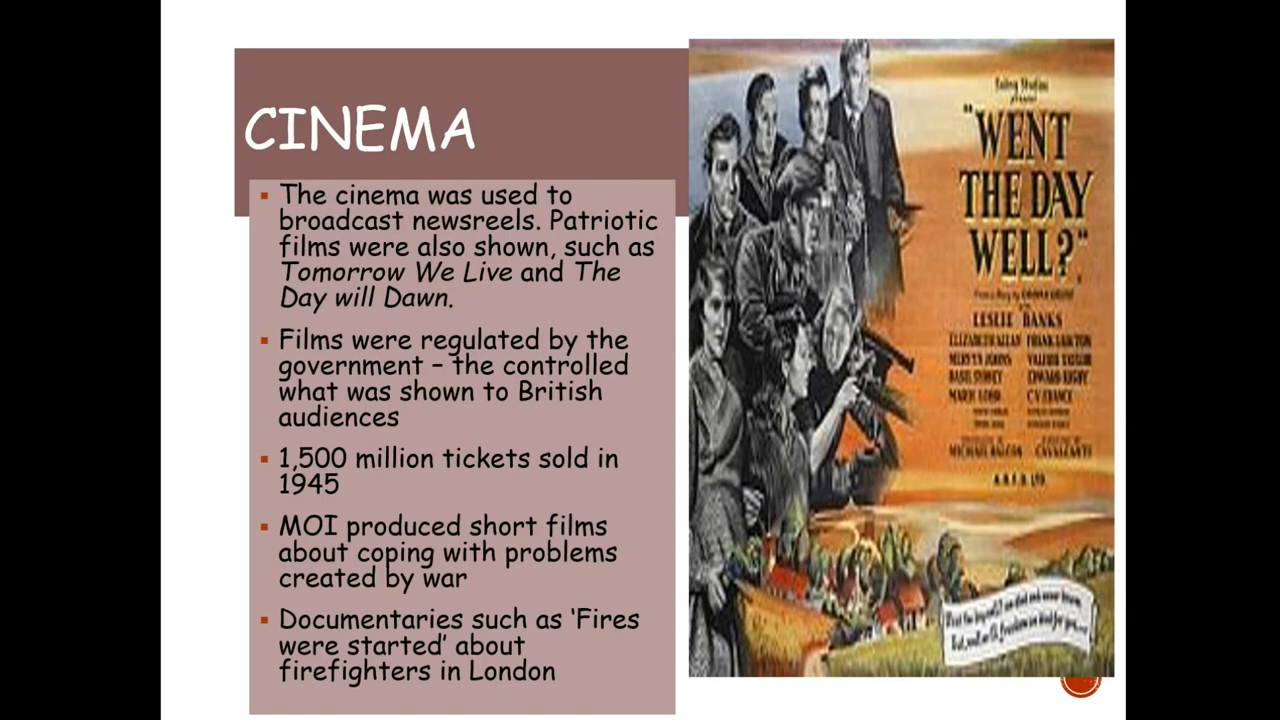 CINEMA
▪ The cinema was used to
broadcast newsreels. Patriotic
films were also shown, such as
Tomorrow We Live and The
Day will Dawn.
▪ Films were regulated by the
government – the controlled
what was shown to British
audiences
▪ 1,500 million tickets sold in
1945
▪ MOI produced short films
about coping with problems
created by war
▪ Documentaries such as ‘Fires
were started’ about
firefighters in London
Ealing Studios
present
"WENT
THE DAY
WELL?"
LESLIE BANKS
ELIZABETH ALLAN FRANK LAWTON
MERVYN JOHNS VALERIE TAYLOR
BASIL SYDNEY EDWARD RIGBY
MARIE LOHR C.V. FRANCE
MICHAEL BALCON CAVALCANTI